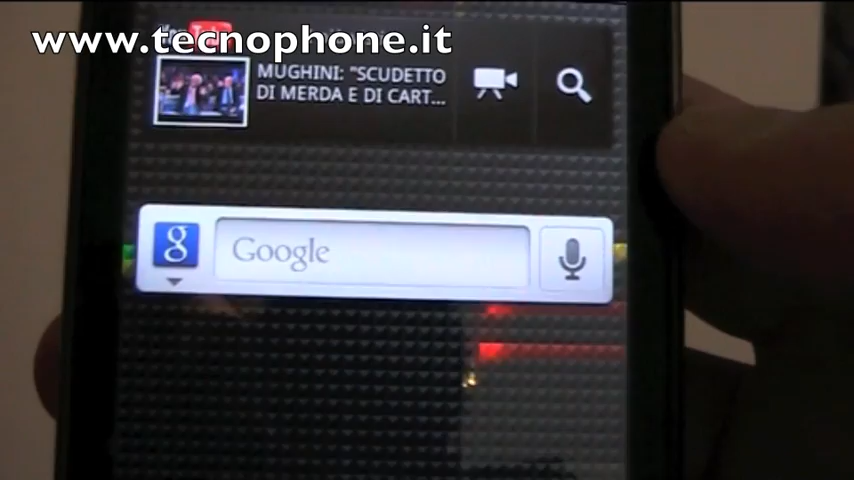 www.tecnophone.it
MUGHINI: "SCUDETTO
DI MERDA E DI CART...
g
Google